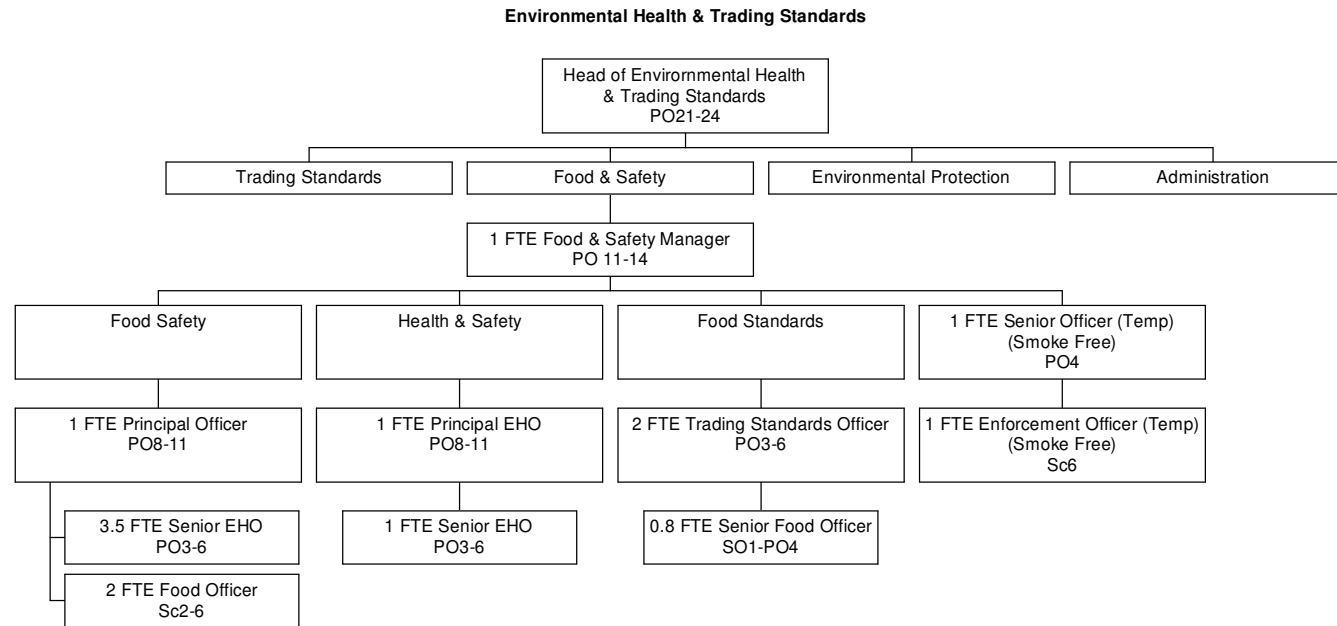 Environmental Health & Trading Standards
Head of Envirornmental Health
& Trading Standards
PO21-24
Trading Standards
Food & Safety
Environmental Protection
Administration
1 FTE Food & Safety Manager
PO 11-14
Food Safety
Health & Safety
Food Standards
1 FTE Senior Officer (Temp)
(Smoke Free)
PO4
1 FTE Principal Officer
PO8-11
1 FTE Principal EHO
PO8-11
2 FTE Trading Standards Officer
PO3-6
1 FTE Enforcement Officer (Temp)
(Smoke Free)
Sc6
3.5 FTE Senior EHO
PO3-6
1 FTE Senior EHO
PO3-6
0.8 FTE Senior Food Officer
SO1-PO4
2 FTE Food Officer
Sc2-6